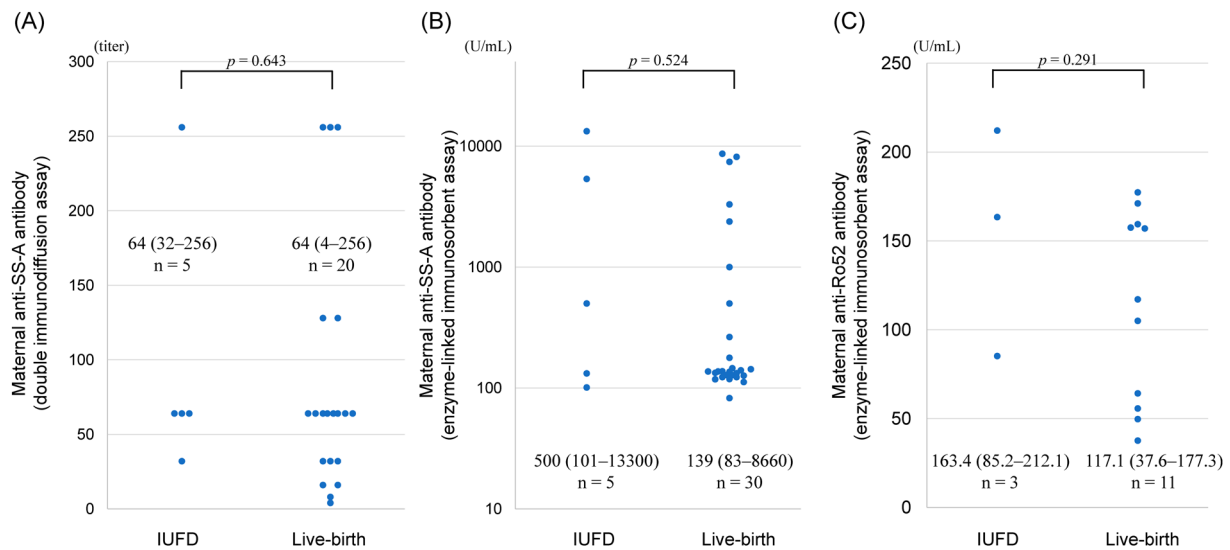 (A)
(titer)
Maternal anti-SS-A antibody
(double immunodiffusion assay)
300
250
200
150
100
50
0
p = 0.643
64 (32–256)
n = 5
64 (4–256)
n = 20
IUFD
Live-birth
(B)
(U/mL)
Maternal anti-SS-A antibody
(enzyme-linked immunosorbent assay)
10000
1000
100
10
p = 0.524
500 (101–13300)
n = 5
139 (83–8660)
n = 30
IUFD
Live-birth
(C)
(U/mL)
Maternal anti-Ro52 antibody
(enzyme-linked immunosorbent assay)
250
200
150
100
50
0
p = 0.291
163.4 (85.2–212.1)
n = 3
117.1 (37.6–177.3)
n = 11
IUFD
Live-birth